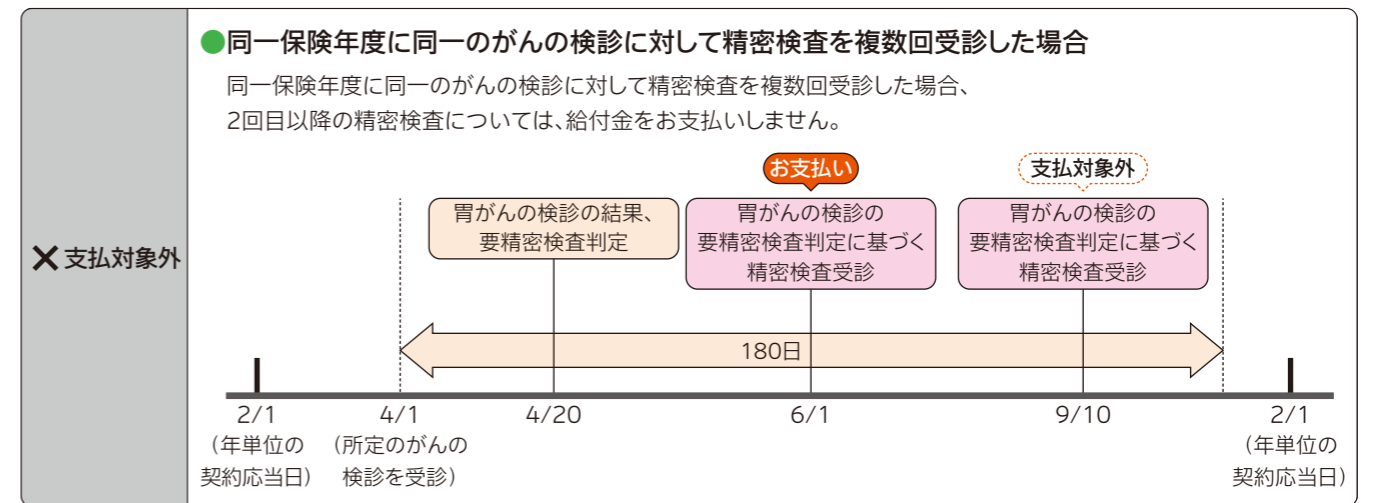 ●同一保険年度に同一のがんの検診に対して精密検査を複数回受診した場合
同一保険年度に同一のがんの検診に対して精密検査を複数回受診した場合、
2回目以降の精密検査については、給付金をお支払いしません。
×支払対象外
お支払い
支払対象外
胃がんの検診の結果、
要精密検査判定
胃がんの検診の
要精密検査判定に基づく
精密検査受診
胃がんの検診の
要精密検査判定に基づく
精密検査受診
180日
2/1
(年単位の
契約応当日)
4/1
(所定のがんの
検診を受診)
4/20
6/1
9/10
2/1
(年単位の
契約応当日)